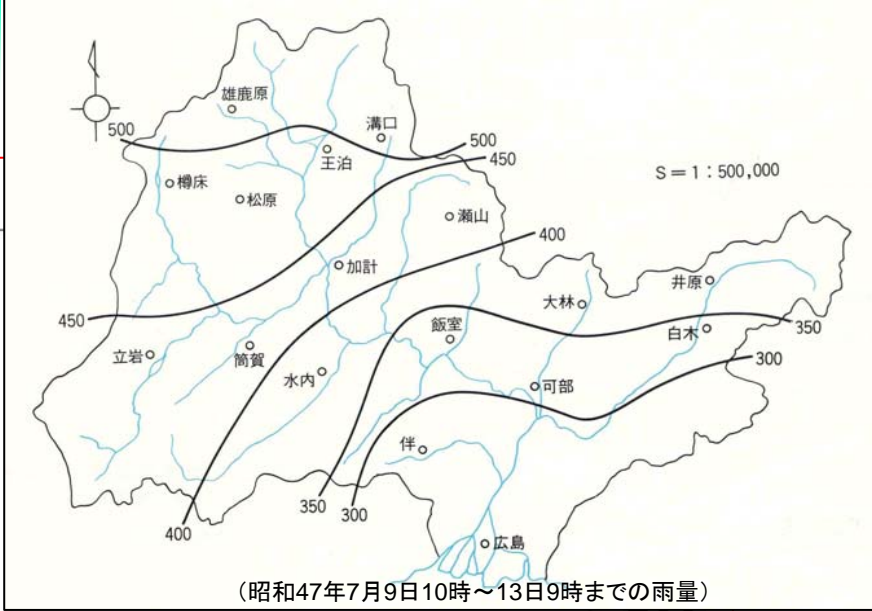 雄鹿原
溝口
500
500
王泊
450
S=1:500,000
樽床
松原
瀬山
400
加計
井原
大林
450
飯室
350
白木
立岩
筒賀
300
水内
可部
伴
350
300
400
広島
(昭和47年7月9日10時~13日9時までの雨量)